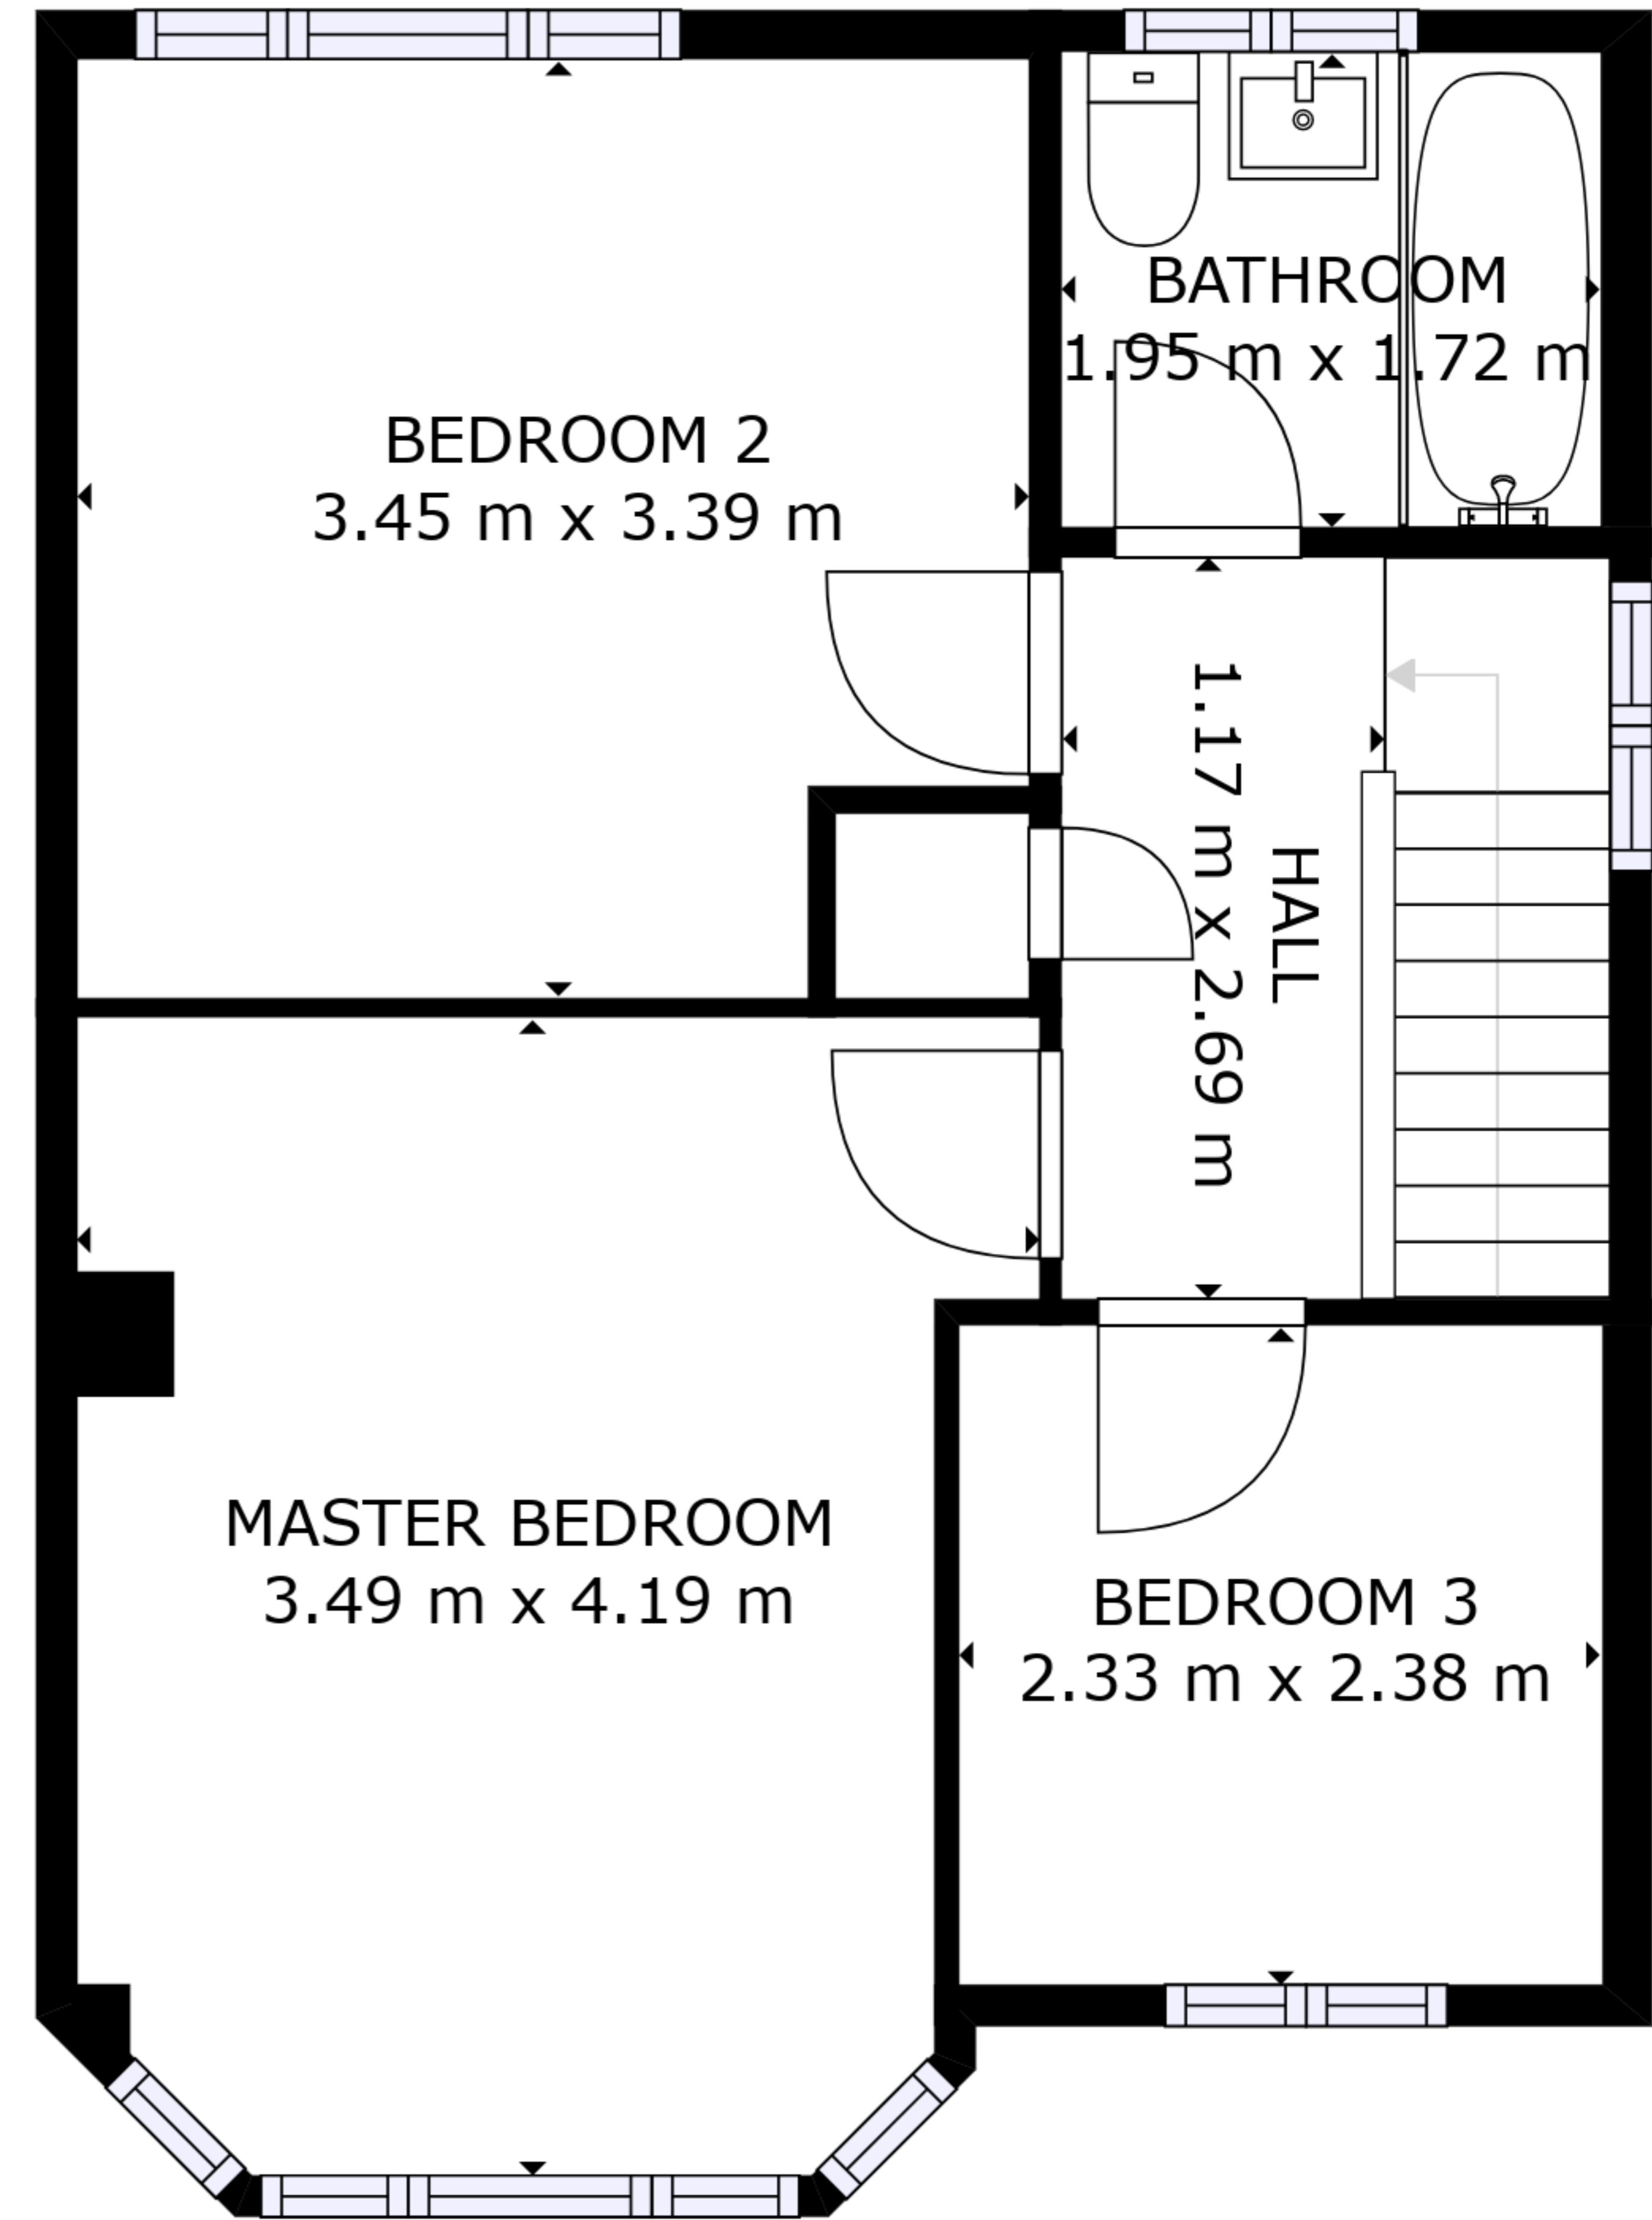 BATHROOM
1.95 m x 1.72 m
BEDROOM 2
3.45 m x 3.39 m
HALL
1.17 m x 2.69 m
MASTER BEDROOM
3.49 m x 4.19 m
BEDROOM 3
2.33 m x 2.38 m